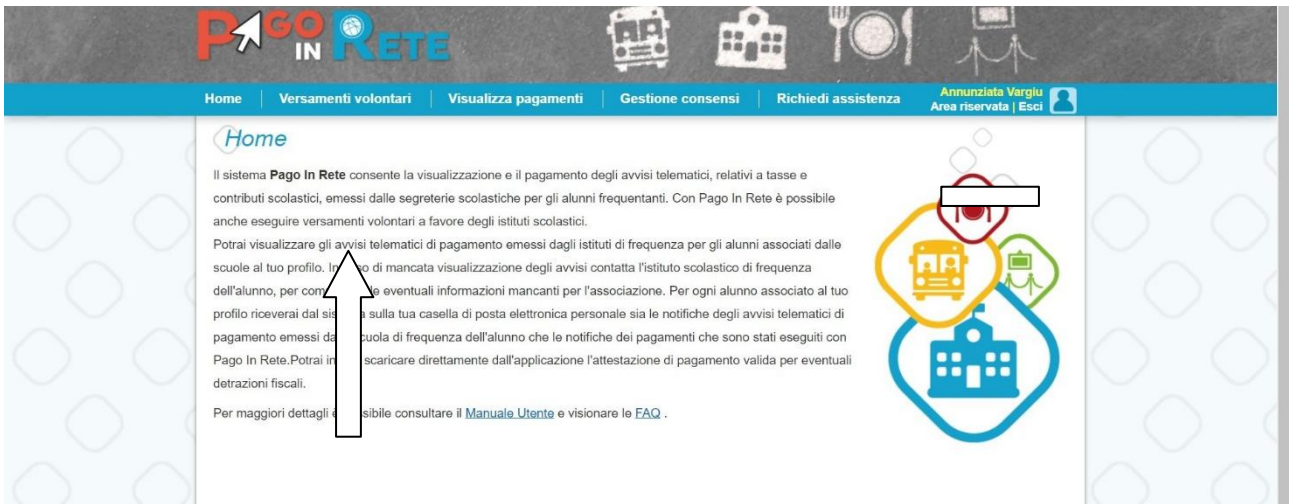 PAGO IN RETE
Home Versamenti volontari Visualizza pagamenti Gestione consensi Richiedi assistenza Annunziata Vargiu
Area riservata | Esci
Home
Il sistema Pago In Rete consente la visualizzazione e il pagamento degli avvisi telematici, relativi a tasse e
contributi scolastici, emessi dalle segreterie scolastiche per gli alunni frequentanti. Con Pago In Rete è possibile
anche eseguire versamenti volontari a favore degli istituti scolastici.
Potrai visualizzare gli avvisi telematici di pagamento emessi dagli istituti di frequenza per gli alunni associati dalle
scuole al tuo profilo. In di mancata visualizzazione degli avvisi contatta l'istituto scolastico di frequenza
dell'alunno, per le eventuali informazioni mancanti per l'associazione. Per ogni alunno associato al tuo
profilo riceverai dal sulla tua casella di posta elettronica personale sia le notifiche degli avvisi telematici di
pagamento emessi di frequenza dell'alunno che le notifiche dei pagamenti che sono stati eseguiti con
Pago In Rete.Potrai scaricare direttamente dall'applicazione l'attestazione di pagamento valida per eventuali
detrazioni fiscali.
Per maggiori dettagli consultare il Manuale Utente e visionare le FAQ .